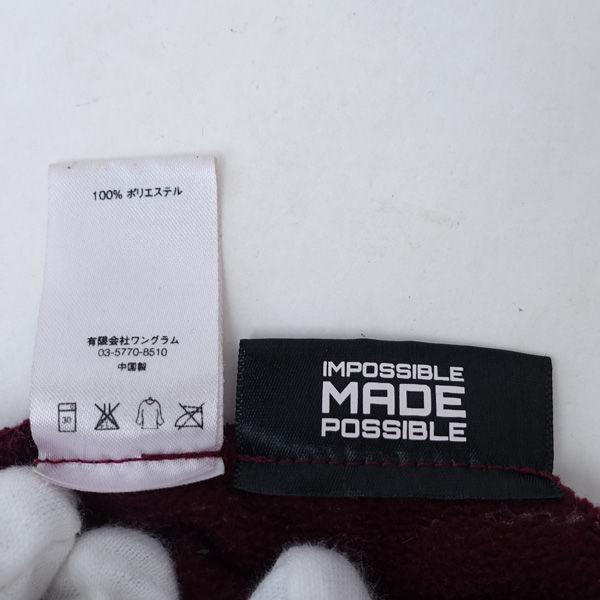 100% ポリエステル
有限会社ワングラム
03-5770-8510
中国製
30
IMPOSSIBLE
MADE
POSSIBLE